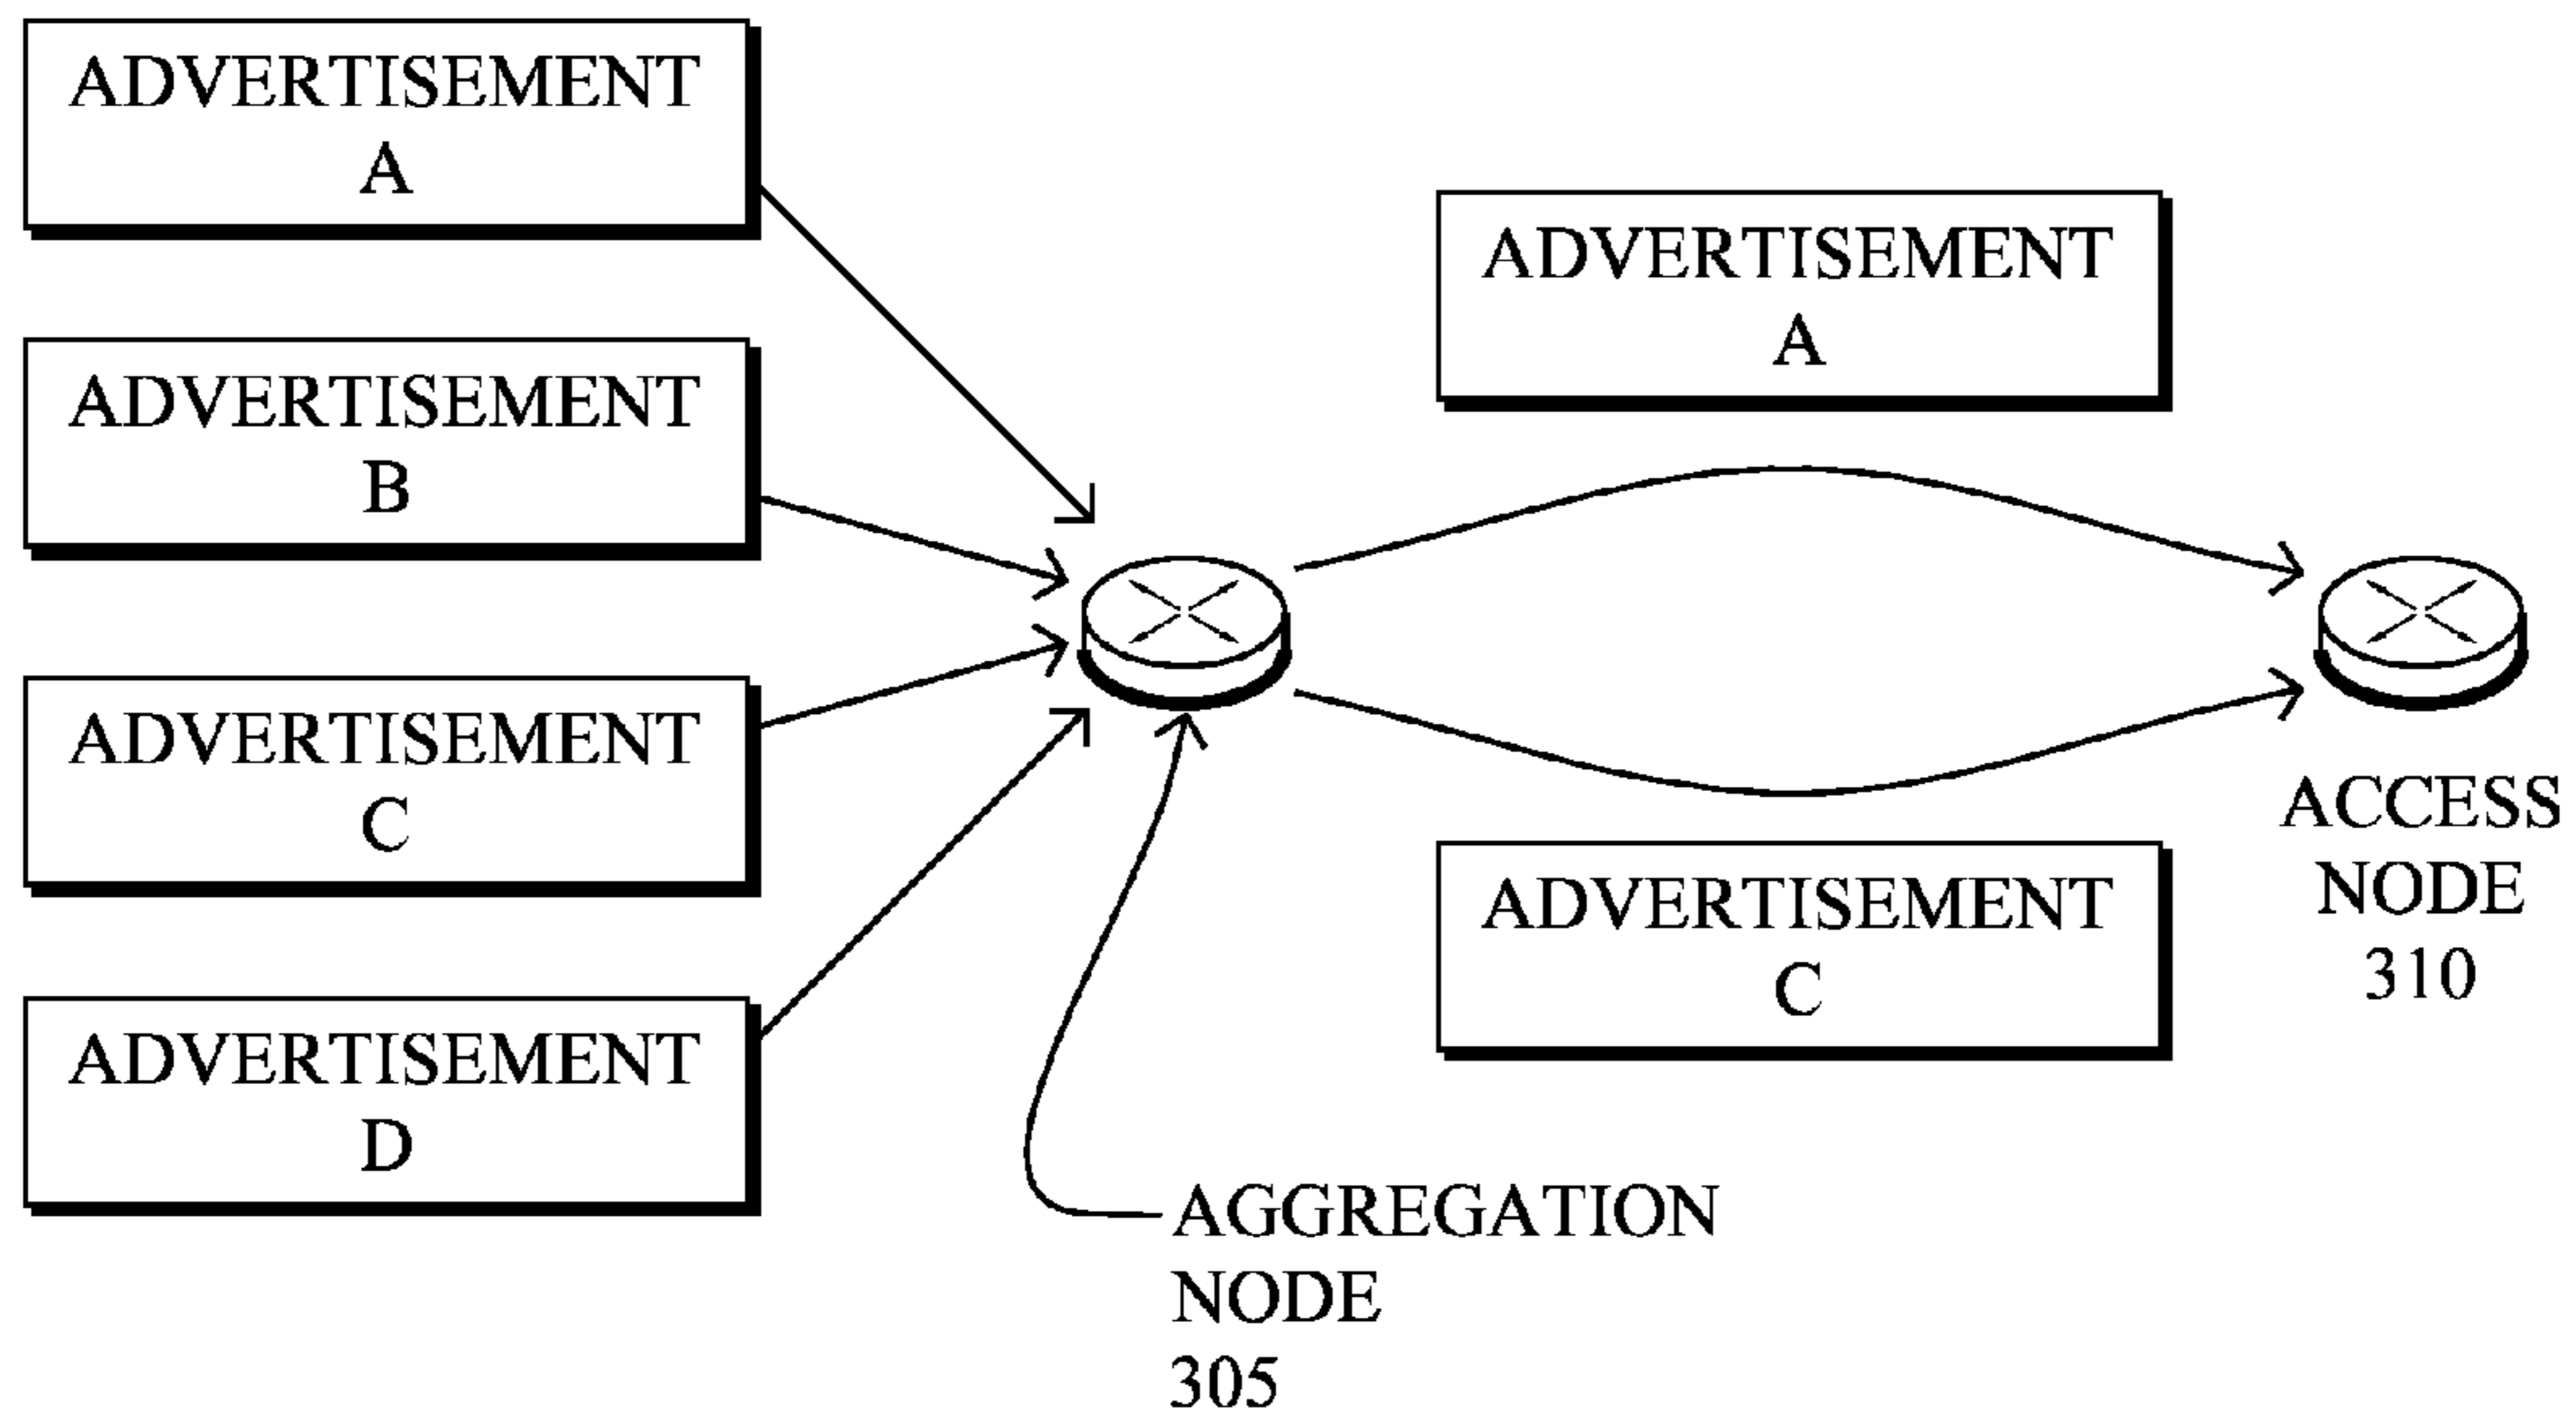 ADVERTISEMENT
A
ADVERTISEMENT
B
ADVERTISEMENT
C
ADVERTISEMENT
D
ADVERTISEMENT
A
ADVERTISEMENT
C
ACCESS
NODE
310
AGGREGATION
NODE
305